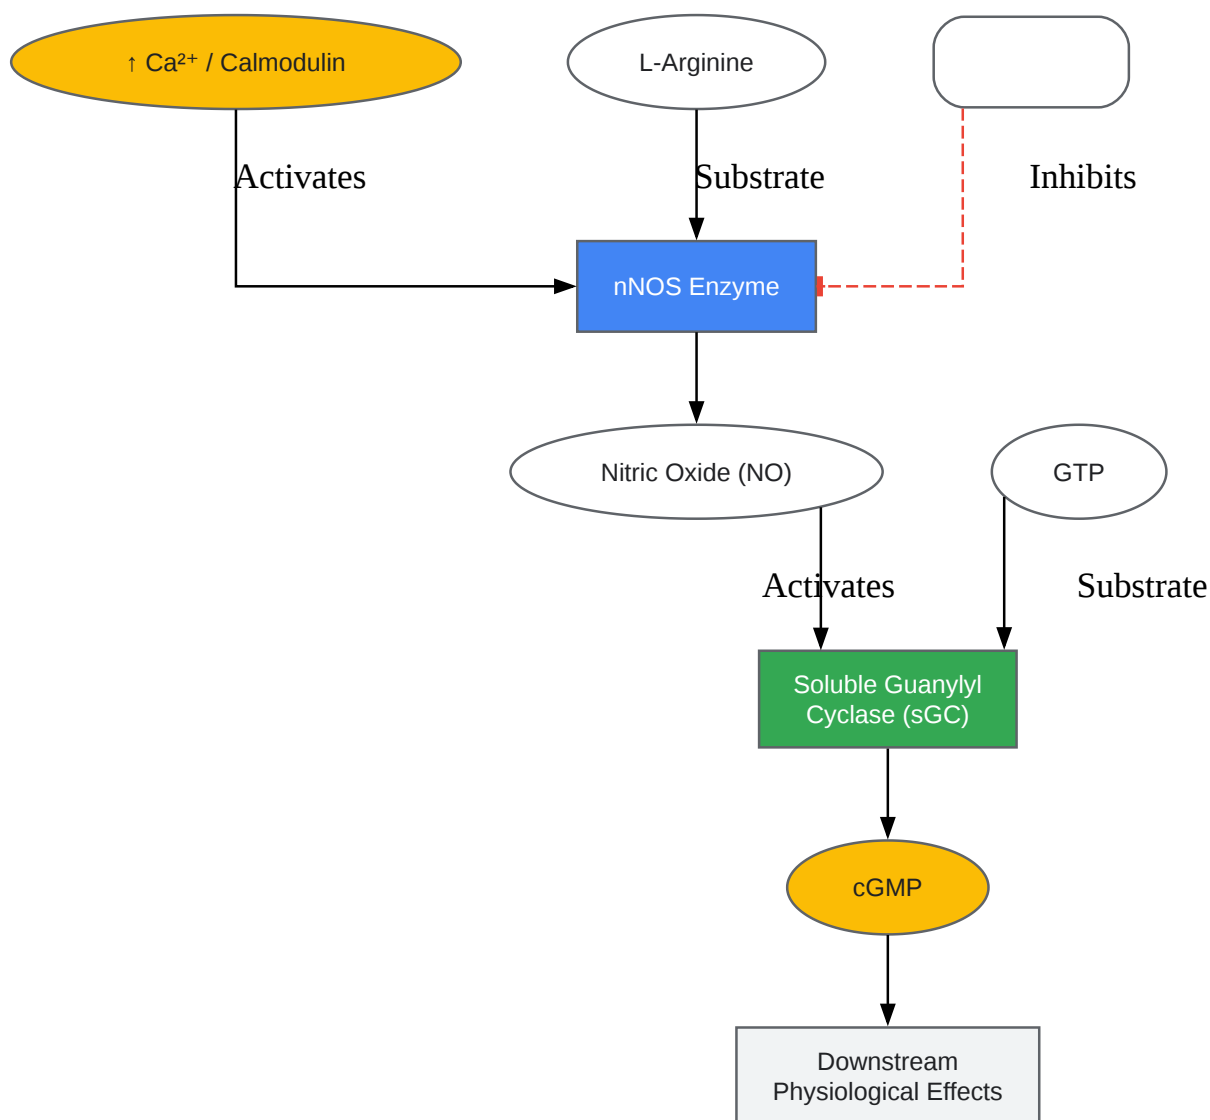 ↑ Ca²⁺ / Calmodulin
L-Arginine
Activates
Substrate
Inhibits
nNOS Enzyme
Nitric Oxide (NO)
GTP
Activates
Substrate
Soluble Guanylyl
Cyclase (sGC)
cGMP
Downstream
Physiological Effects